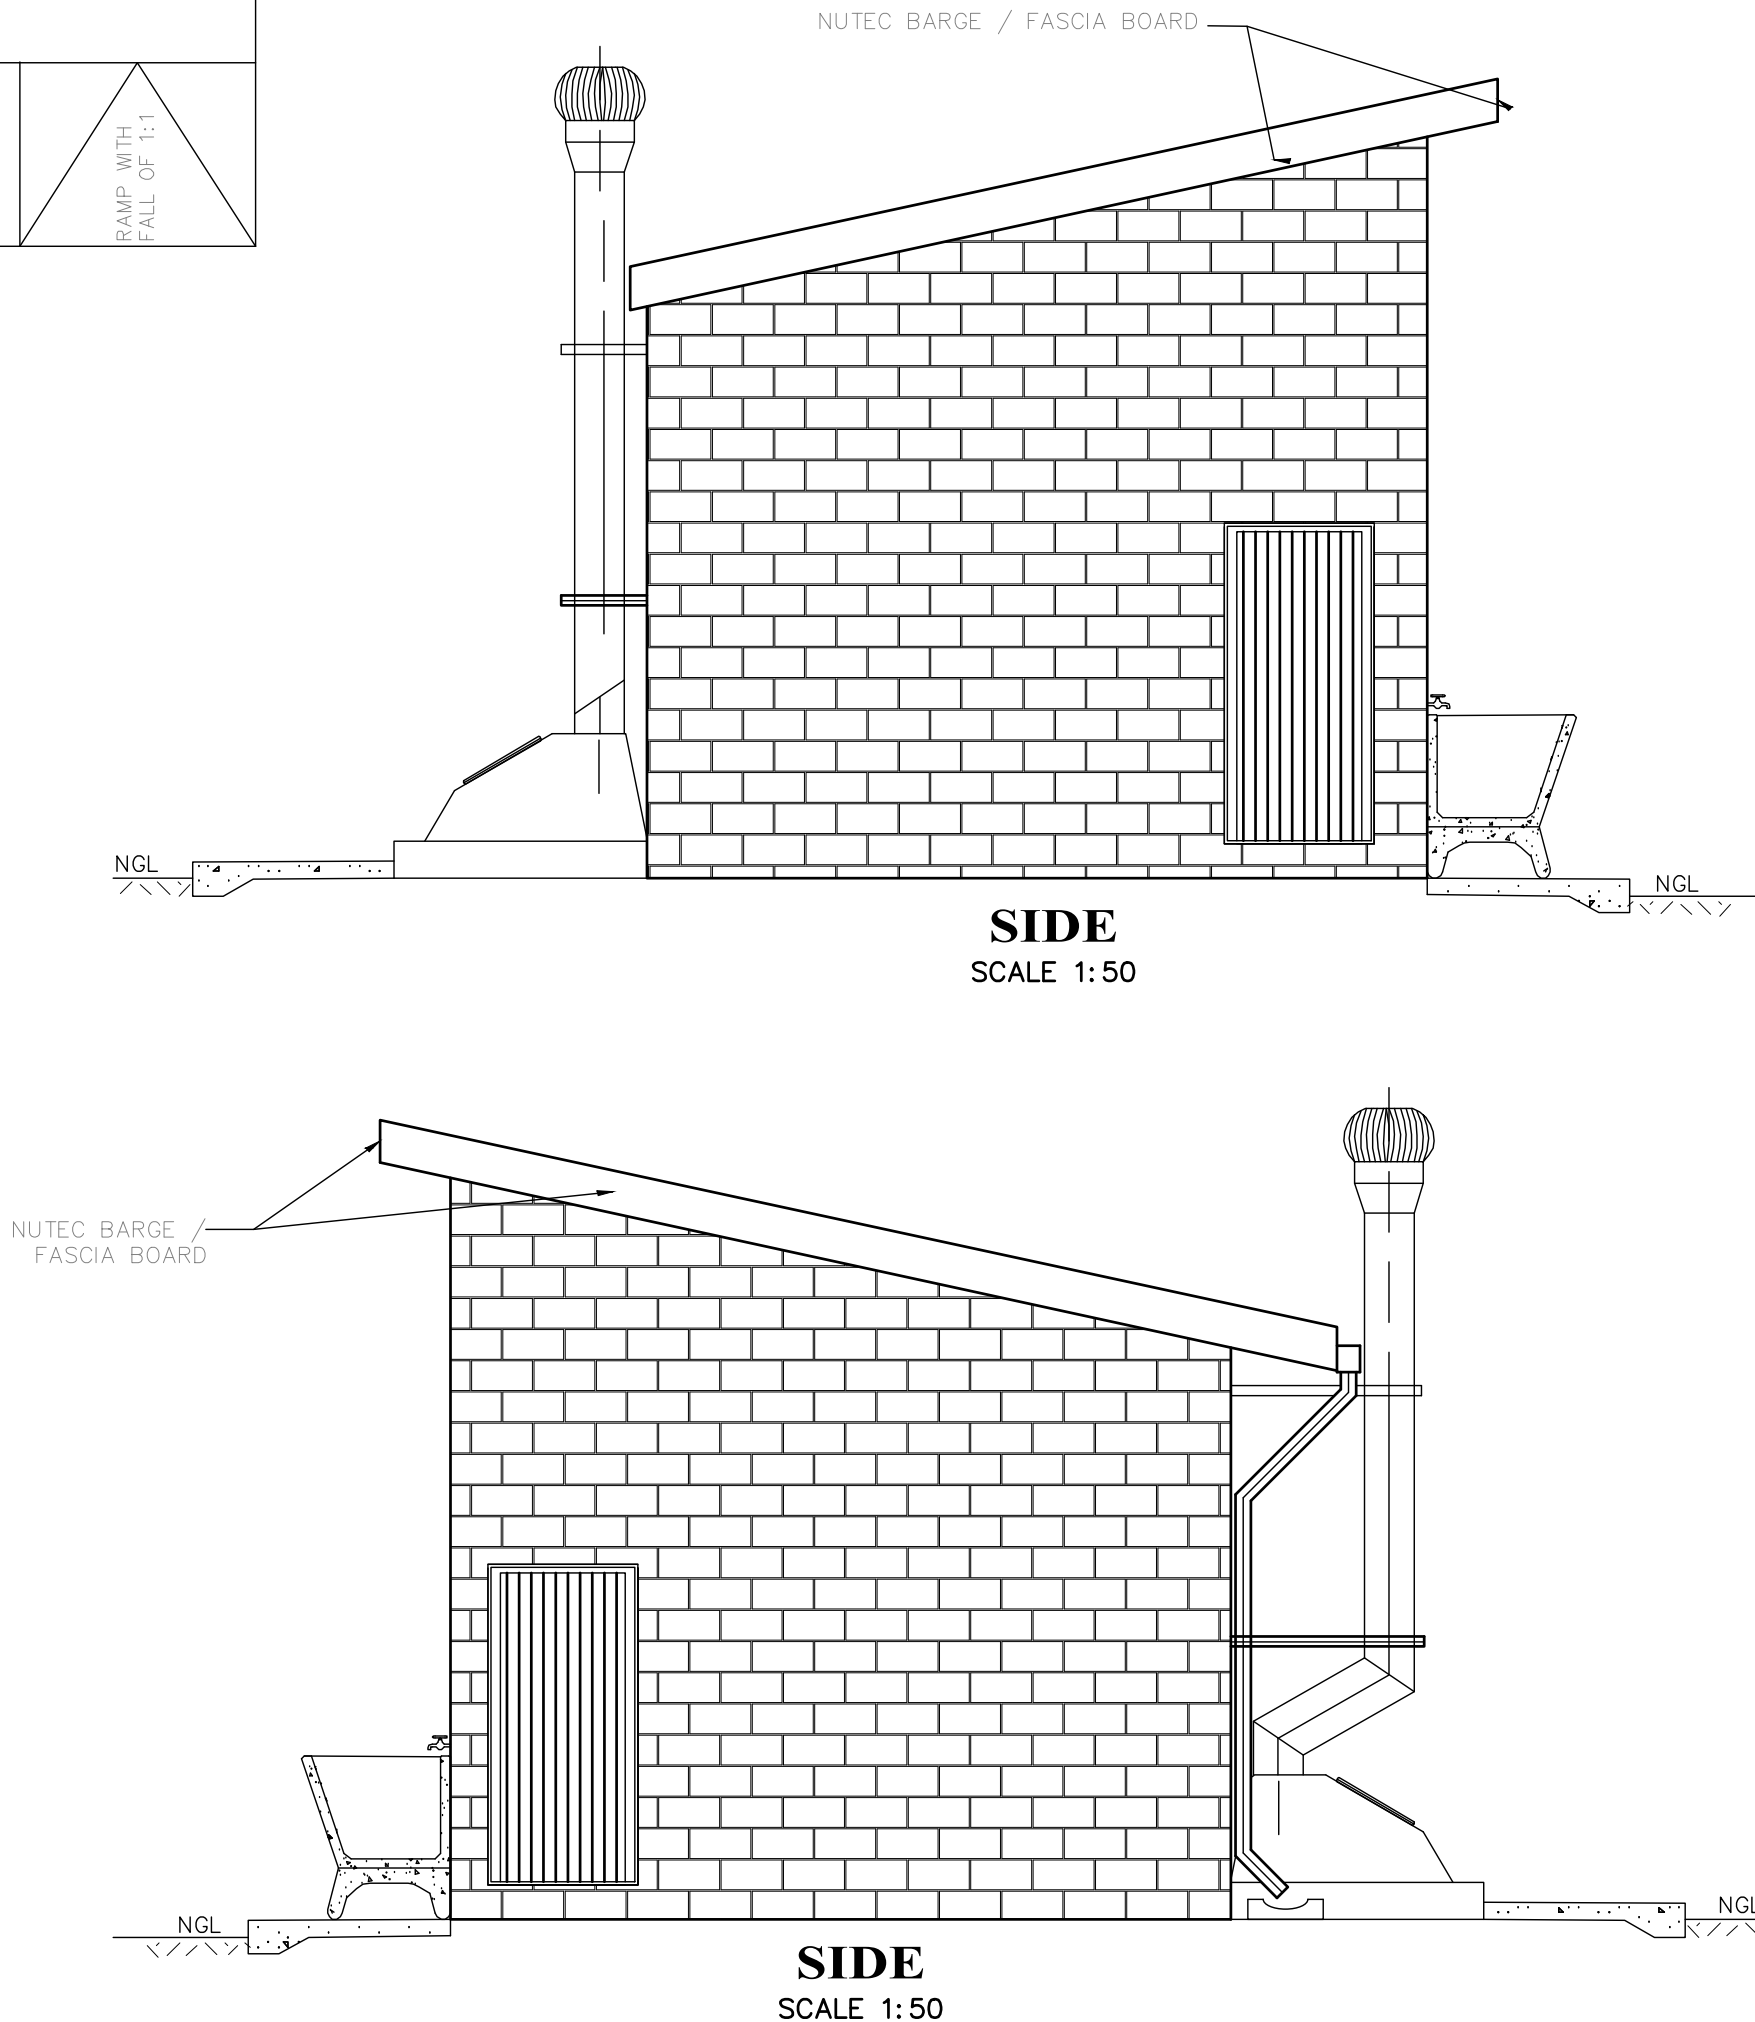 NUTEC BARGE / FASCIA BOARD
RAMP WITH
FALL OF 1:1
NGL
NGL
SIDE
SCALE 1:50
NUTEC BARGE /
FASCIA BOARD
NGL
NGL
SIDE
SCALE 1:50